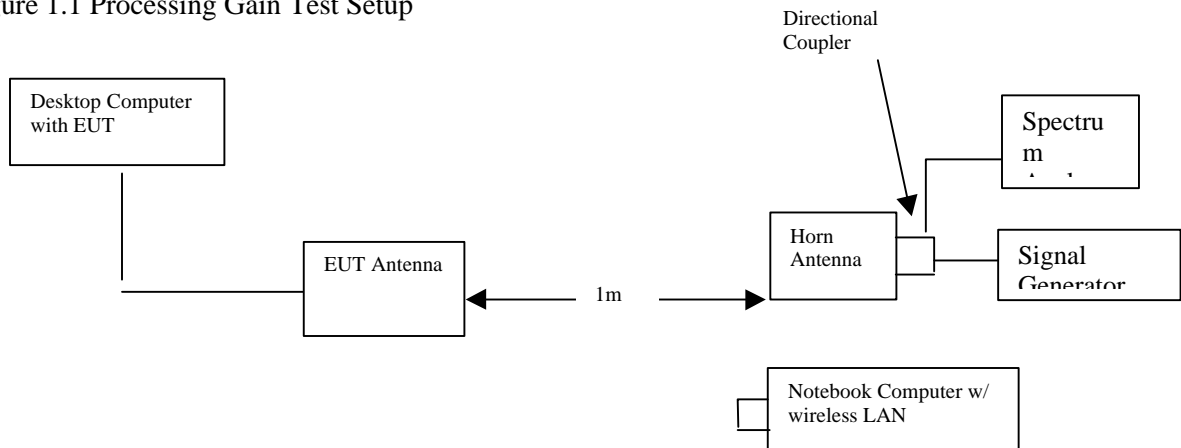 ure 1.1 Processing Gain Test Setup
Directional
Coupler
Desktop Computer
with EUT
Spectru
m
EUT Antenna
Horn
Antenna
Signal
Generator
1m
Notebook Computer w/
wireless LAN